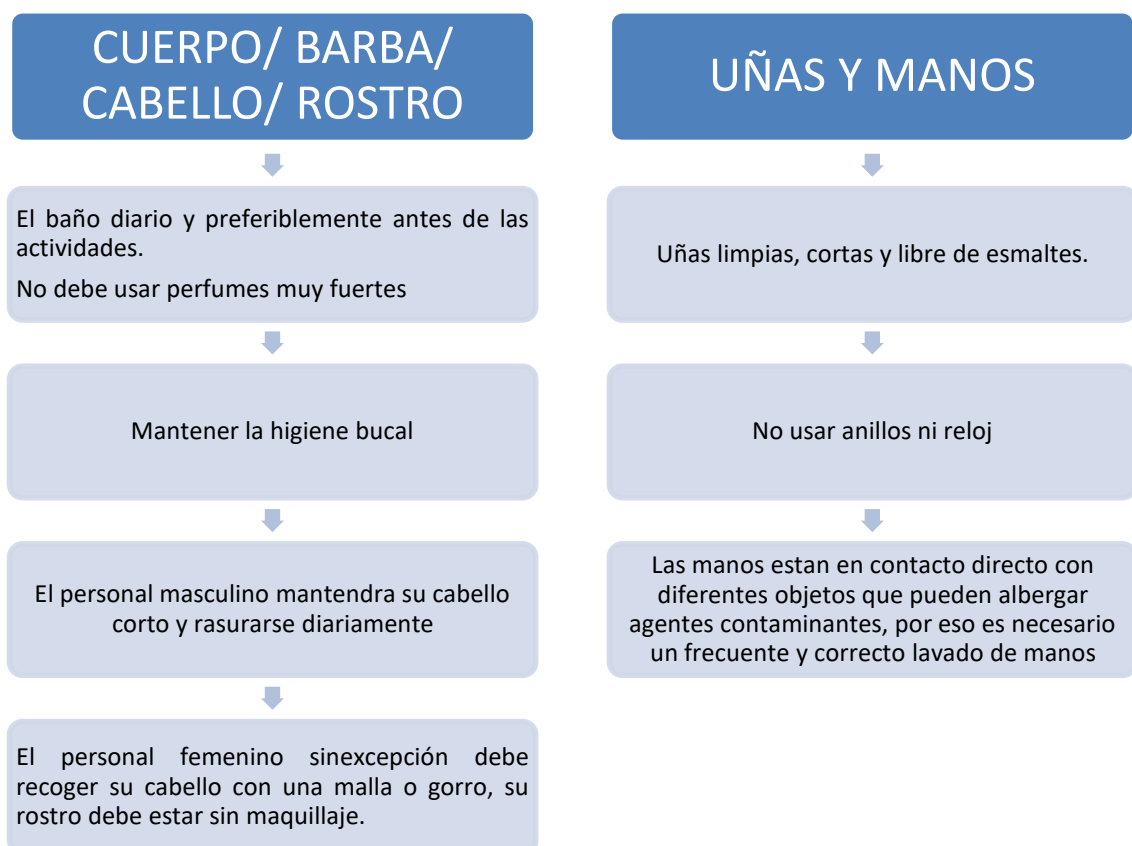 CUERPO/ BARBA/
CABELLO/ ROSTRO
El baño diario y preferiblemente antes de las
actividades.
No debe usar perfumes muy fuertes
Mantener la higiene bucal
El personal masculino mantendra su cabello
corto y rasurarse diariamente
El personal femenino sinexcepción debe
recoger su cabello con una malla o gorro, su
rostro debe estar sin maquillaje.
UÑAS Y MANOS
Uñas limpias, cortas y libre de esmaltes.
No usar anillos ni reloj
Las manos estan en contacto directo con
diferentes objetos que pueden albergar
agentes contaminantes, por eso es necesario
un frecuente y correcto lavado de manos